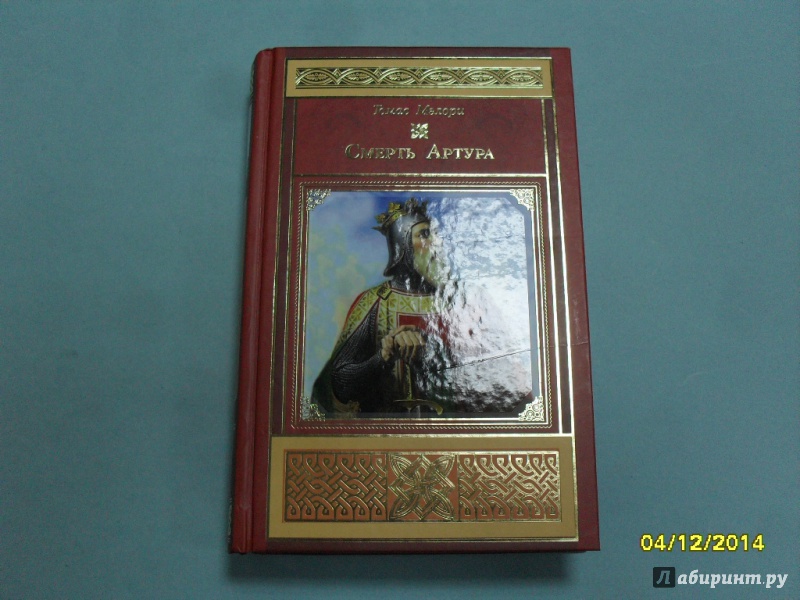 Томас Мэлори
Смерть Артура
04/12/2014
Лабиринт.ру